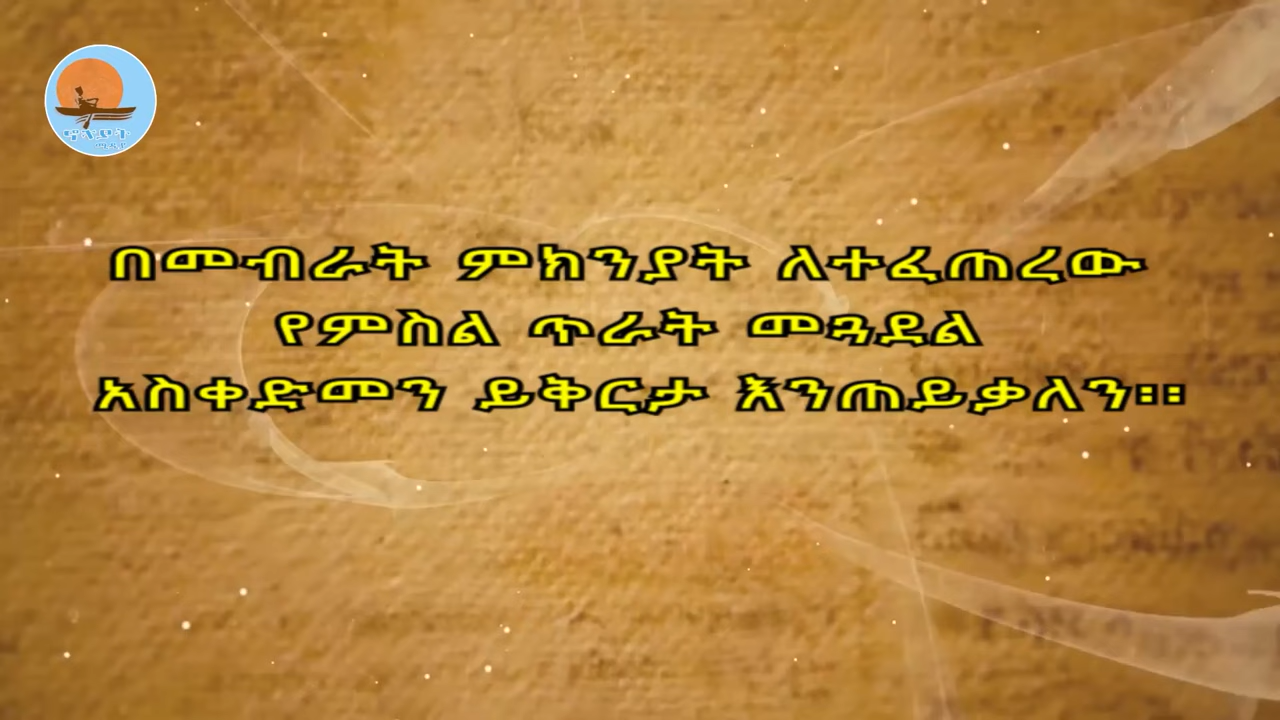 በመብራት ምክንያት ለተፈጠረው
የምስል ጥራት መጓደል
አስቀድመን ይቅርታ እንጠይቃለን፡፡